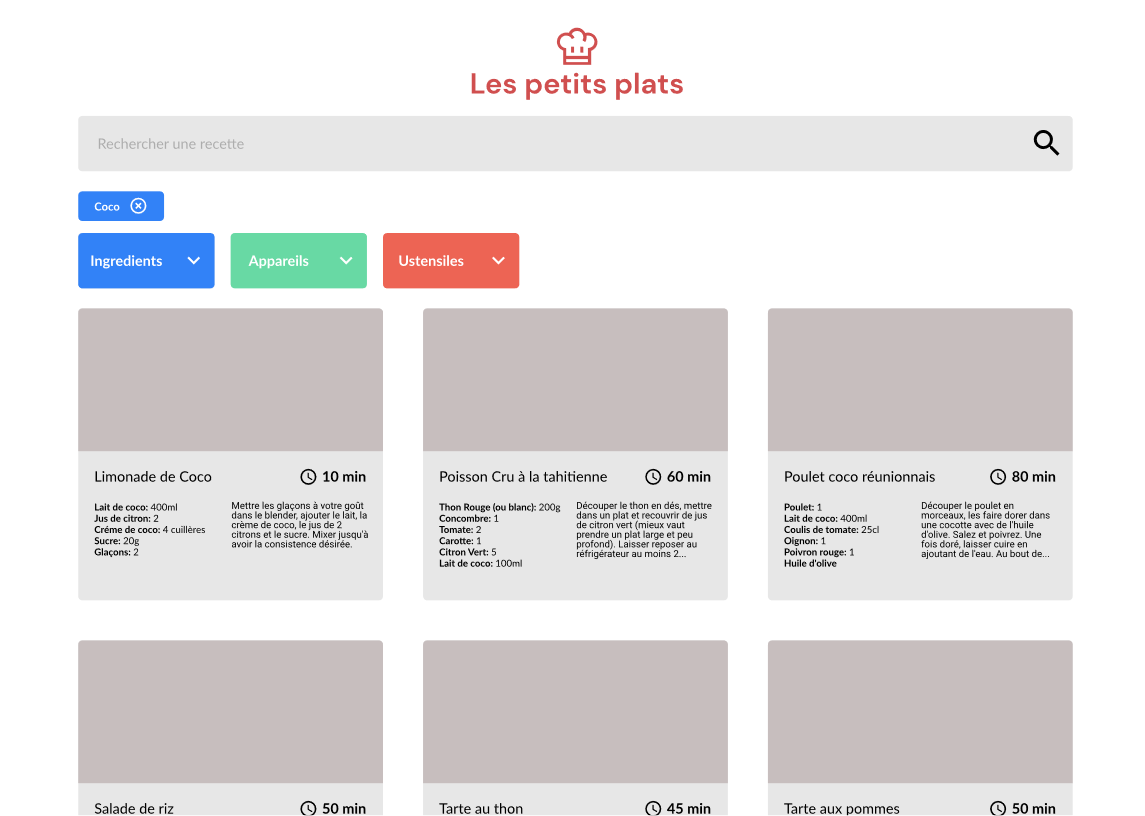 Les petits plats
Rechercher une recette
Coco
Ingredients
Appareils
Ustensiles
Limonade de Coco
10 min
Lait de coco: 400ml
Jus de citron: 2
Créme de coco: 4 cuillères
Sucre: 20g
Glaçons: 2
Mettre les glaçons à votre goût
dans le blender, ajouter le lait, la
crème de coco, le jus de 2
citrons et le sucre. Mixer jusqu'à
avoir la consistence désirée.
Poisson Cru à la tahitienne
60 min
Thon Rouge (ou blanc): 200g
Concombre: 1
Tomate: 2
Carotte: 1
Citron Vert: 5
Lait de coco: 100ml
Découper le thon en dés, mettre
dans un plat et recouvrir de jus
de citron vert (mieux vaut
prendre un plat large et peu
profond). Laisser reposer au
réfrigérateur au moins 2...
Poulet coco réunionnais
80 min
Poulet: 1
Lait de coco: 400ml
Coulis de tomate: 25cl
Oignon: 1
Poivron rouge: 1
Huile d'olive
Découper le poulet en
morceaux, les faire dorer dans
une cocotte avec de l'huile
d'olive. Salez et poivrez. Une
fois doré, laisser cuire en
ajoutant de l'eau. Au bout de...
Salade de riz
50 min
Tarte au thon
45 min
Tarte aux pommes
50 min